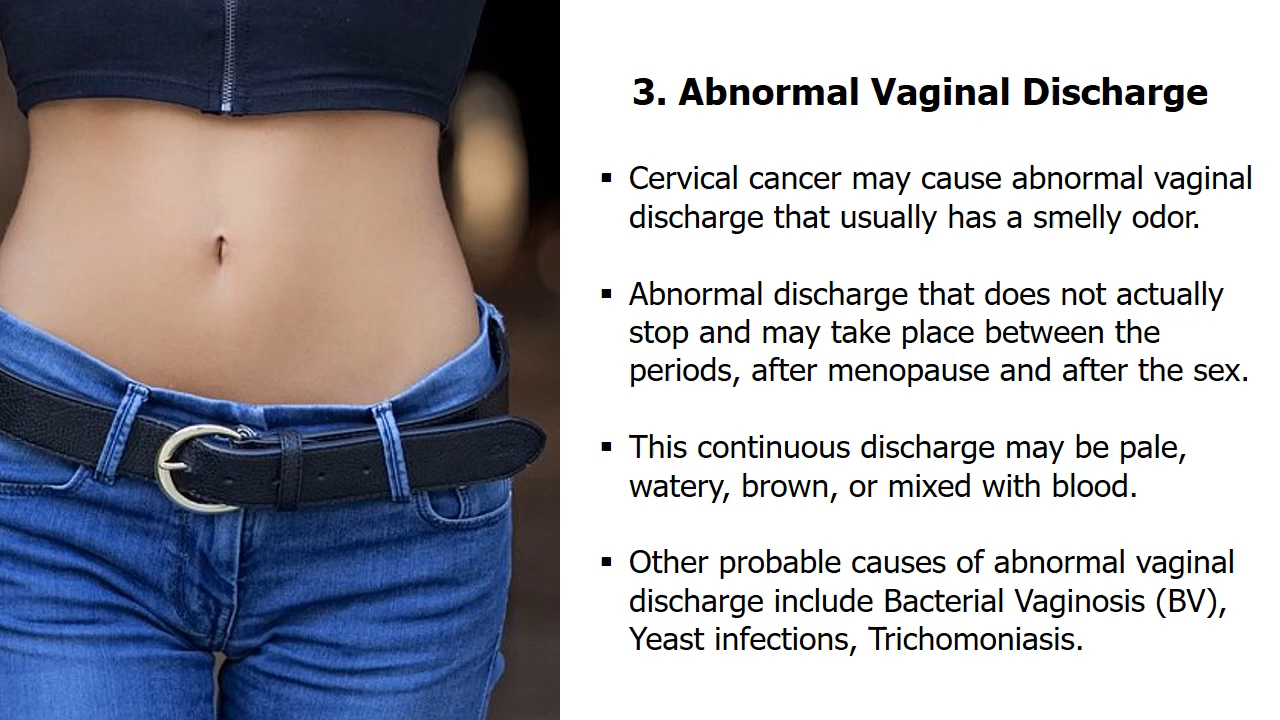 3. Abnormal Vaginal Discharge
▪ Cervical cancer may cause abnormal vaginal
discharge that usually has a smelly odor.
▪ Abnormal discharge that does not actually
stop and may take place between the
periods, after menopause and after the sex.
▪ This continuous discharge may be pale,
watery, brown, or mixed with blood.
▪ Other probable causes of abnormal vaginal
discharge include Bacterial Vaginosis (BV),
Yeast infections, Trichomoniasis.